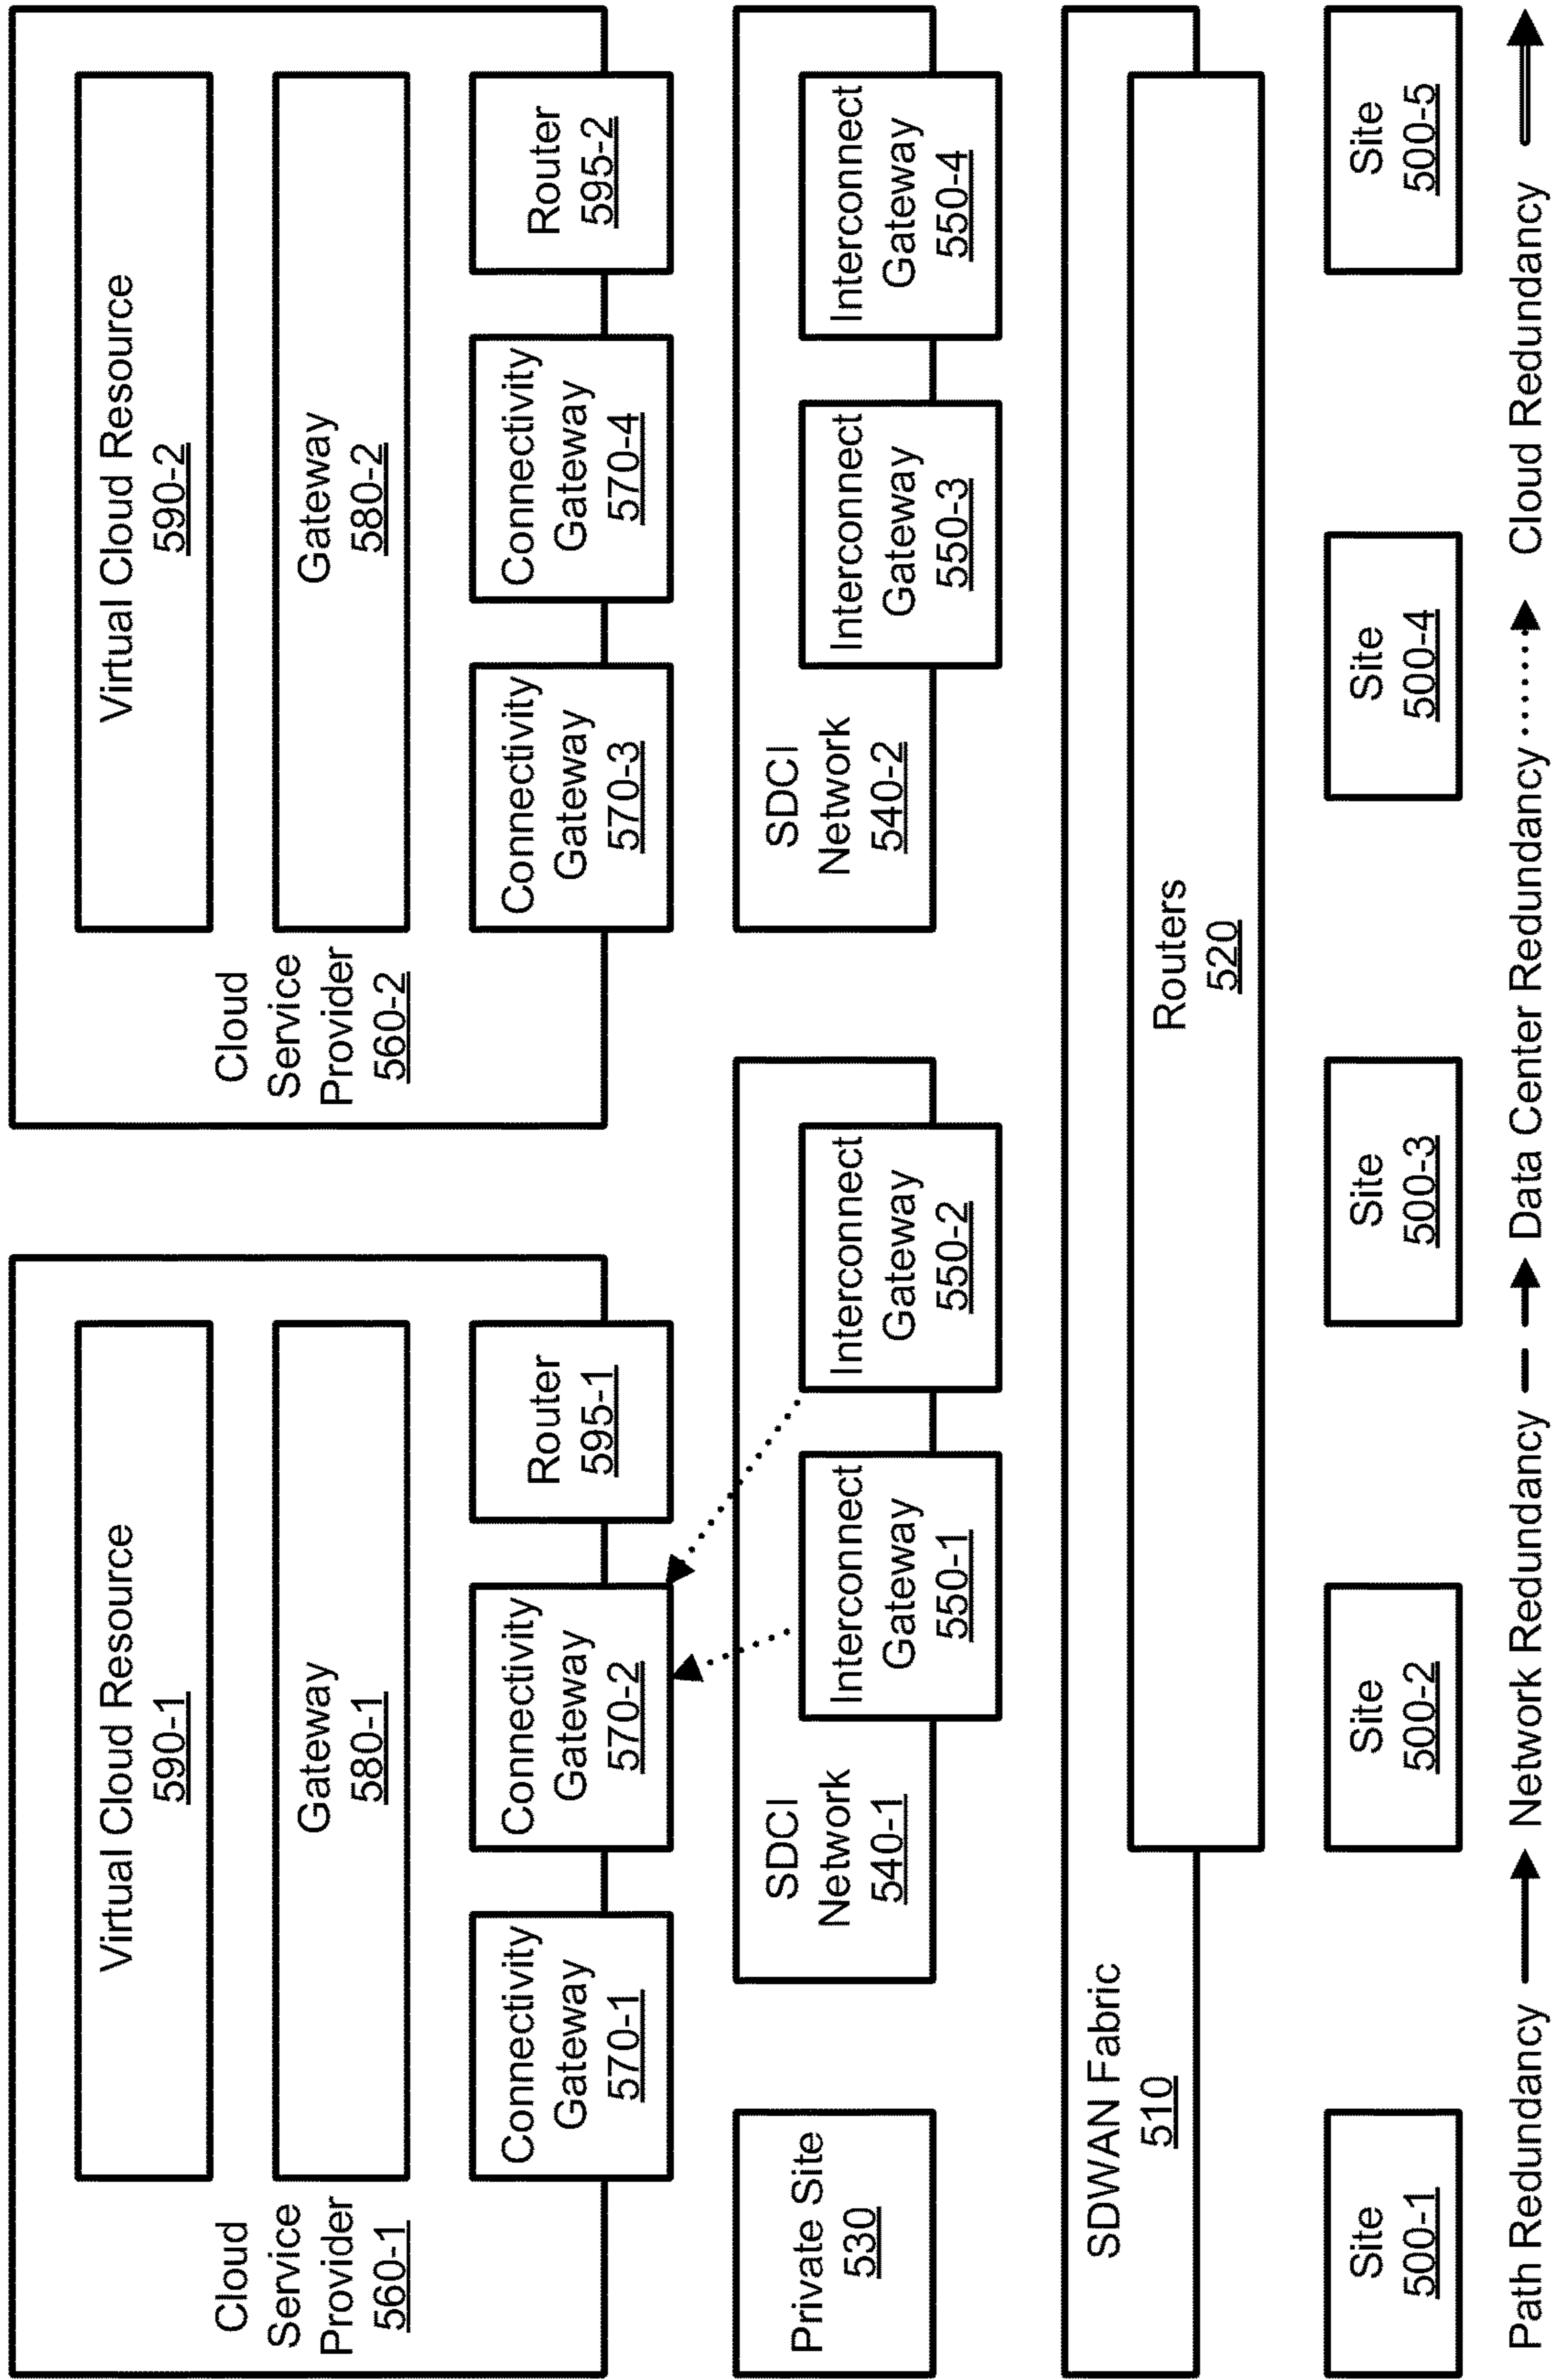 Cloud
Service
Provider
560-1
Virtual Cloud Resource
590-1
Gateway
580-1
Connectivity
Gateway
570-1
Connectivity
Gateway
570-2
Router
595-1
Cloud
Service
Provider
560-2
Virtual Cloud Resource
590-2
Gateway
580-2
Connectivity
Gateway
570-3
Connectivity
Gateway
570-4
Router
595-2
Private Site
530
SDCI
Network
540-1
Interconnect
Gateway
550-1
Interconnect
Gateway
550-2
SDCI
Network
540-2
Interconnect
Gateway
550-3
Interconnect
Gateway
550-4
SDWAN Fabric
510
Routers
520
Site
500-1
Site
500-2
Site
500-3
Site
500-4
Site
500-5
Path Redundancy
Network Redundancy
Data Center Redundancy
Cloud Redundancy